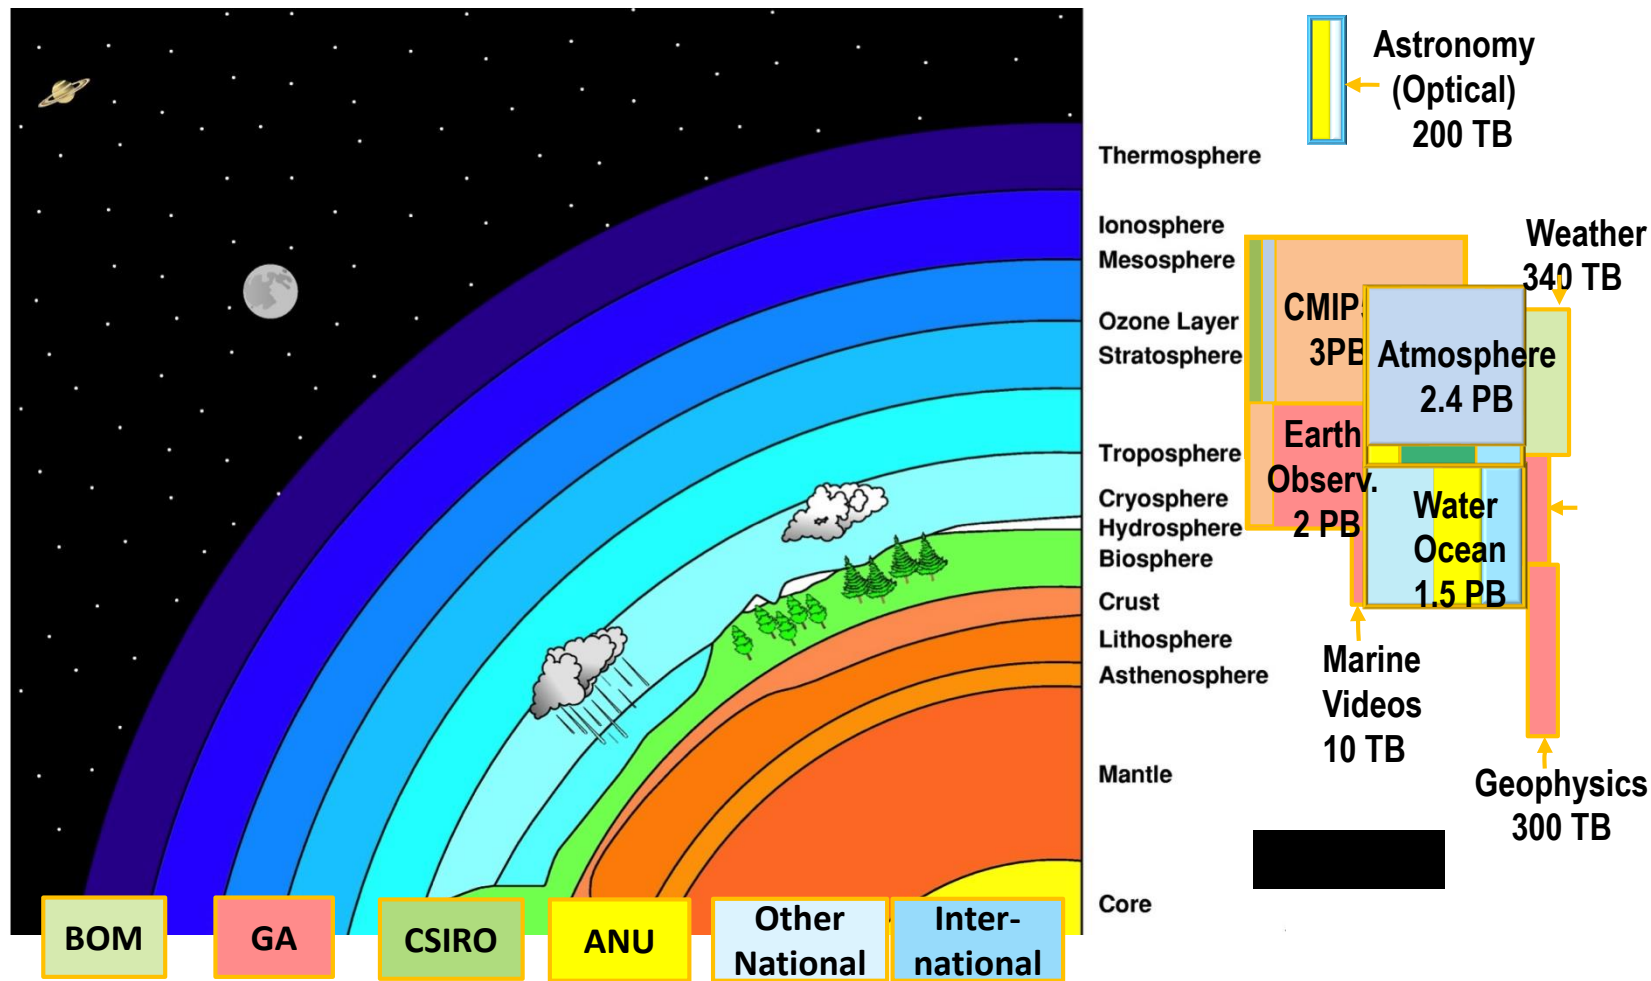 Astronomy
(Optical)
200 TB
Thermosphere
Ionosphere
Mesosphere
Ozone Layer
Stratosphere
Troposphere
Cryosphere
Hydrosphere
Biosphere
Crust
Lithosphere
Asthenosphere
Mantle
Core
Weather
340 TB
CMIP5
3PB
Atmosphere
2.4 PB
Earth
Observ.
2 PB
Water
Ocean
1.5 PB
Marine
Videos
10 TB
Geophysics
300 TB
BOM
GA
CSIRO
ANU
Other
National
Inter-
national